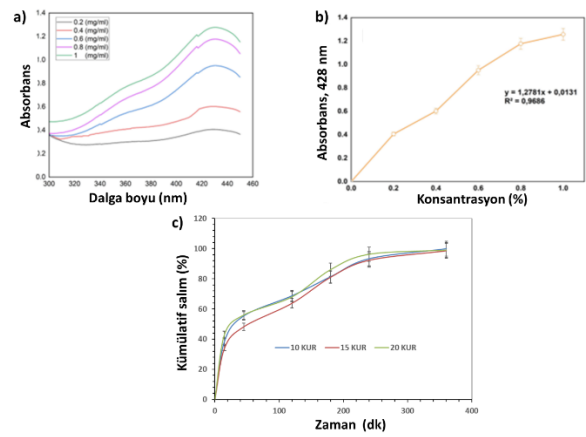 a)
0.2 (mg/ml)
0.4 (mg/ml)
0.6 (mg/ml)
0.8 (mg/ml)
1 (mg/ml)
Absorbans
1.4
1.2
1.0
1.8
1.6
1.4
1.2
0.0
300 320 340 360 380 400 420 440 460
Dalga boyu (nm)
b)
Absorbans, 428 nm
1.4
1.2
1.0
0.8
0.6
0.4
0.2
0.0
y = 1,2781x + 0,0131
R² = 0,9686
0.0 0.2 0.4 0.6 0.8 1.0
Konsantrasyon (%)
c)
Kümülatif salım (%)
120
100
80
60
40
20
0
10 KUR 15 KUR 20 KUR
0 100 200 300 400
Zaman (dk)